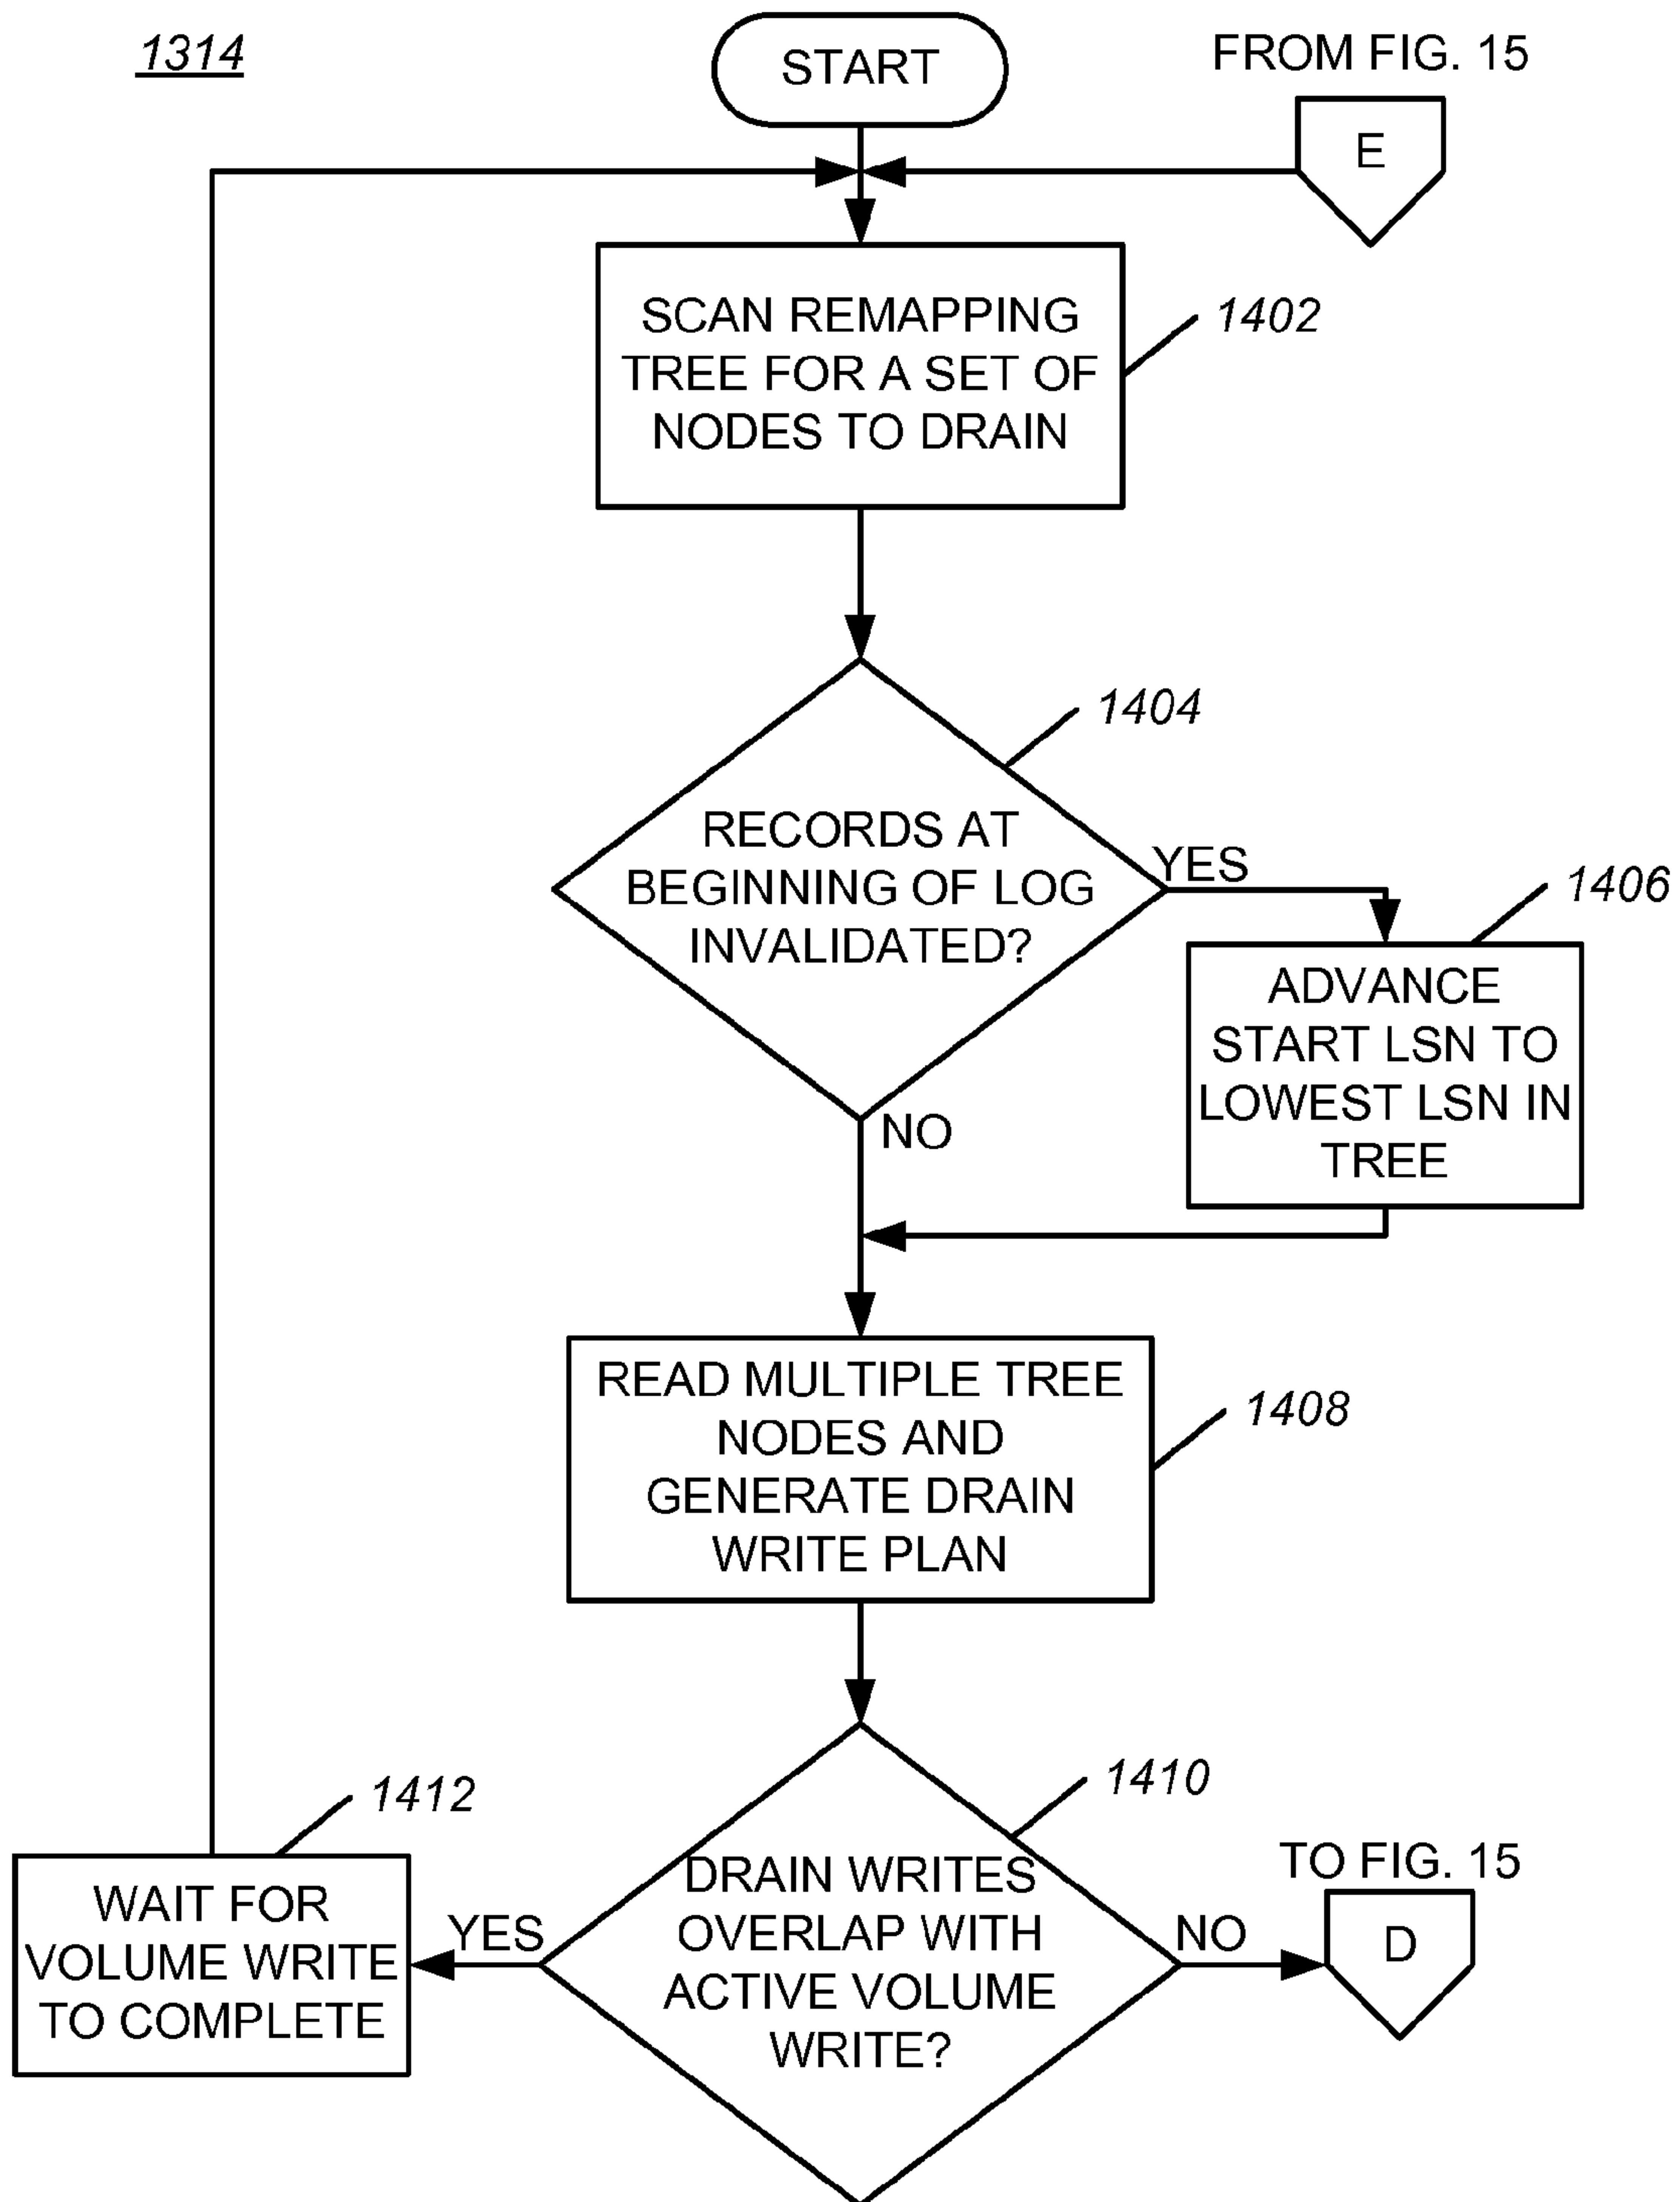 1314
START
FROM FIG. 15
E
SCAN REMAPPING
TREE FOR A SET OF
NODES TO DRAIN
1402
1404
RECORDS AT
BEGINNING OF LOG
INVALIDATED?
YES
1406
ADVANCE
START LSN TO
LOWEST LSN IN
TREE
NO
READ MULTIPLE TREE
NODES AND
GENERATE DRAIN
WRITE PLAN
1408
1410
1412
DRAIN WRITES
OVERLAP WITH
ACTIVE VOLUME
WRITE?
YES
WAIT FOR
VOLUME WRITE
TO COMPLETE
NO
TO FIG. 15
D